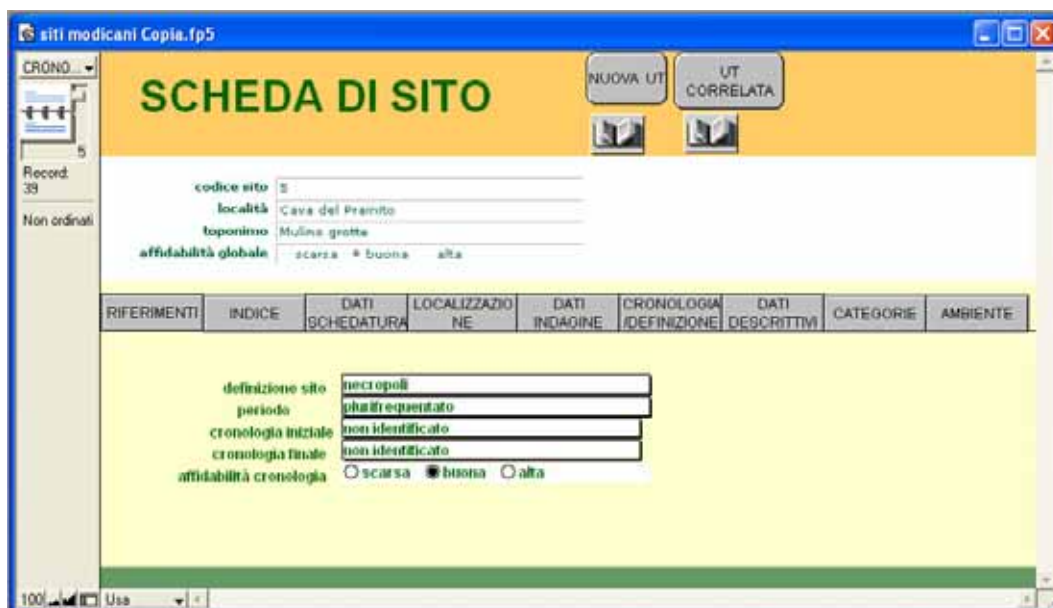 siti modicani Copia.fp5
CRONO...
SCHEDA DI SITO
NUOVA UT
UT
CORRELATA
5
Record:
39
Non ordinati
codice sito 5
località Cava del Pramito
toponimo Mulino grotte
affidabilità globale scarsa buona alta
RIFERIMENTI
INDICE
DATI
SCHEDATURA
LOCALIZZAZIO
NE
DATI
INDAGINE
CRONOLOGIA
/DEFINIZIONE
DATI
DESCRITTIVI
CATEGORIE
AMBIENTE
definizione sito necropoli
periodo plurifrequentato
cronologia iniziale non identificato
cronologia finale non identificato
affidabilità cronologia scarsa buona alta
100 Usa